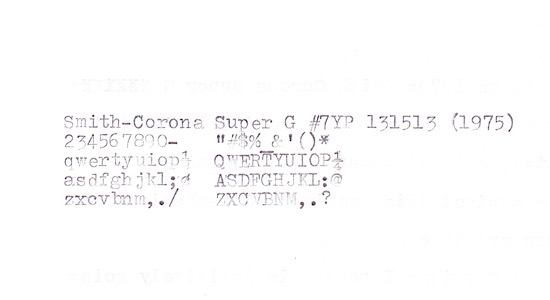 Smith-Corona Super G #7YP 131513 (1975)
234567890- "#$%_&'()*
qwertyuiop½ QWERTYUIOP¼
asdfghjkl;¢ ASDFGHJKL:@
zxcvbnm,./ ZXCVBNM,.?